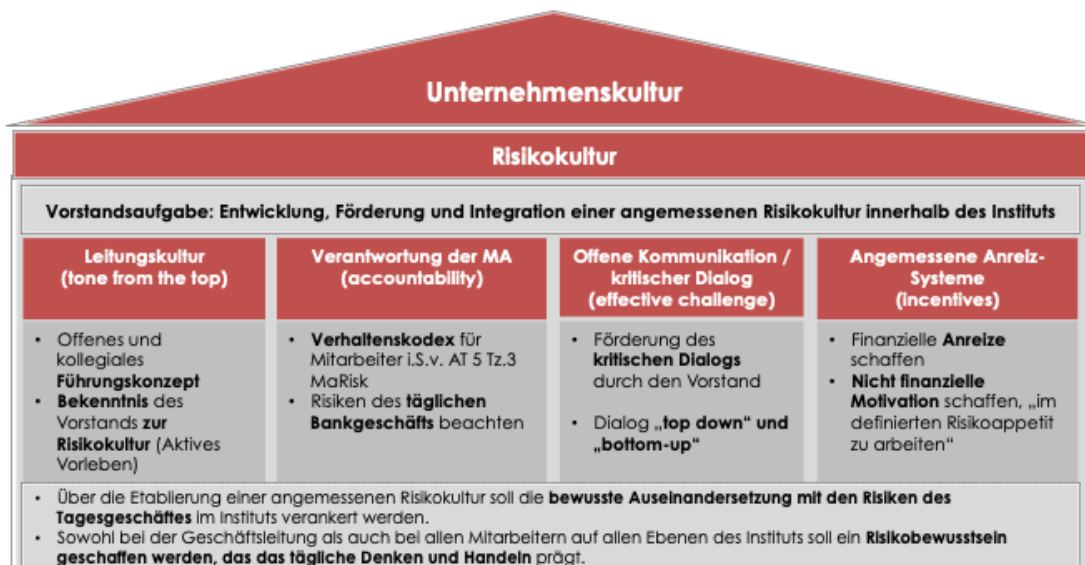 Unternehmenskultur
Risikokultur
Vorstandsaufgabe: Entwicklung, Förderung und Integration einer angemessenen Risikokultur innerhalb des Instituts
Leitungskultur
(tone from the top)
• Offenes und
kollegiales
Führungskonzept
• Bekenntnis des
Vorstands zur
Risikokultur (Aktives
Vorleben)
Verantwortung der MA
(accountability)
• Verhaltenskodex für
Mitarbeiter i.S.v. AT 5 Tz.3
MaRisk
• Risiken des täglichen
Bankgeschäfts beachten
Offene Kommunikation /
kritischer Dialog
(effective challenge)
• Förderung des
kritischen Dialogs
durch den Vorstand
• Dialog „top down“ und
„bottom-up“
Angemessene Anreiz-
Systeme
(incentives)
• Finanzielle Anreize
schaffen
• Nicht finanzielle
Motivation schaffen, „im
definierten Risikoappetit
zu arbeiten“
• Über die Etablierung einer angemessenen Risikokultur soll die bewusste Auseinandersetzung mit den Risiken des
Tagesgeschäftes im Instituts verankert werden.
• Sowohl bei der Geschäftsleitung als auch bei allen Mitarbeitern auf allen Ebenen des Instituts soll ein Risikobewusstsein
geschaffen werden, das das tägliche Denken und Handeln prägt.